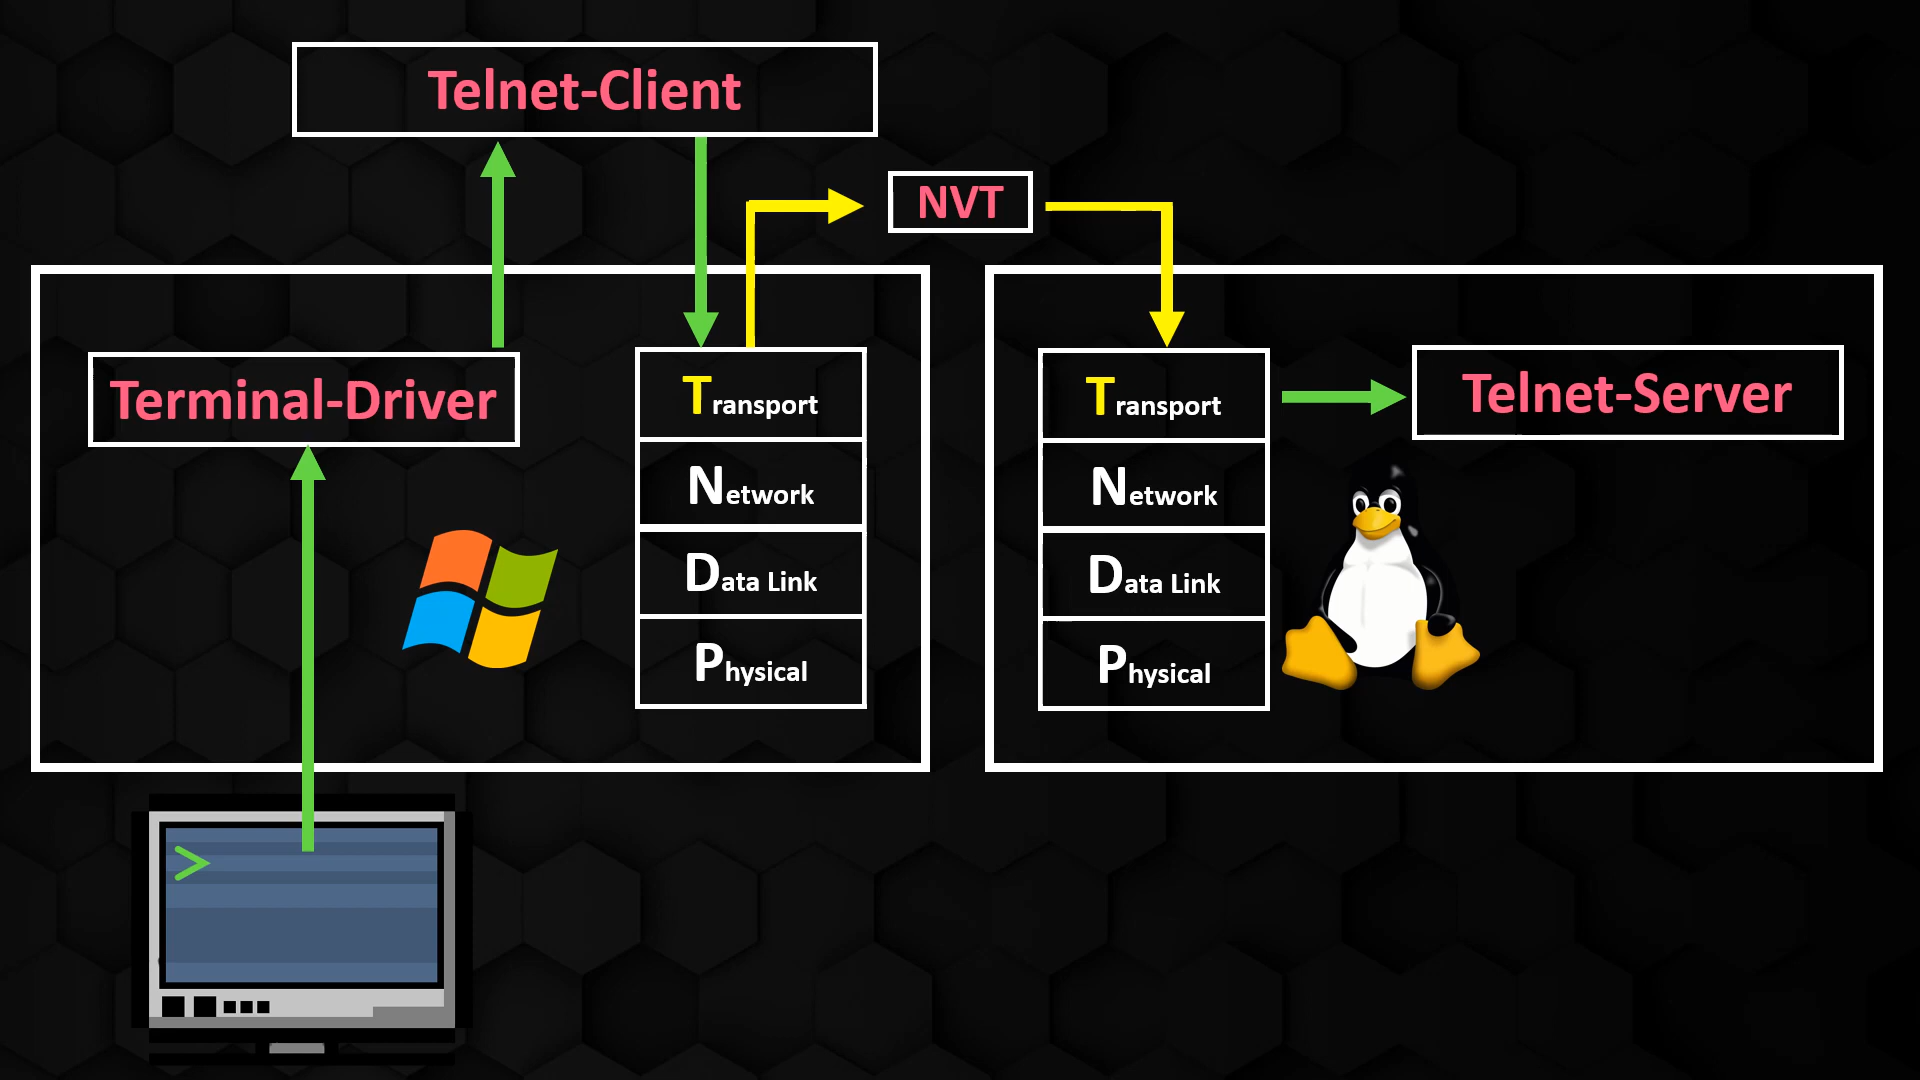 Telnet-Client
NVT
Terminal-Driver
Transport
Network
Data Link
Physical
Transport
Network
Data Link
Physical
Telnet-Server
>